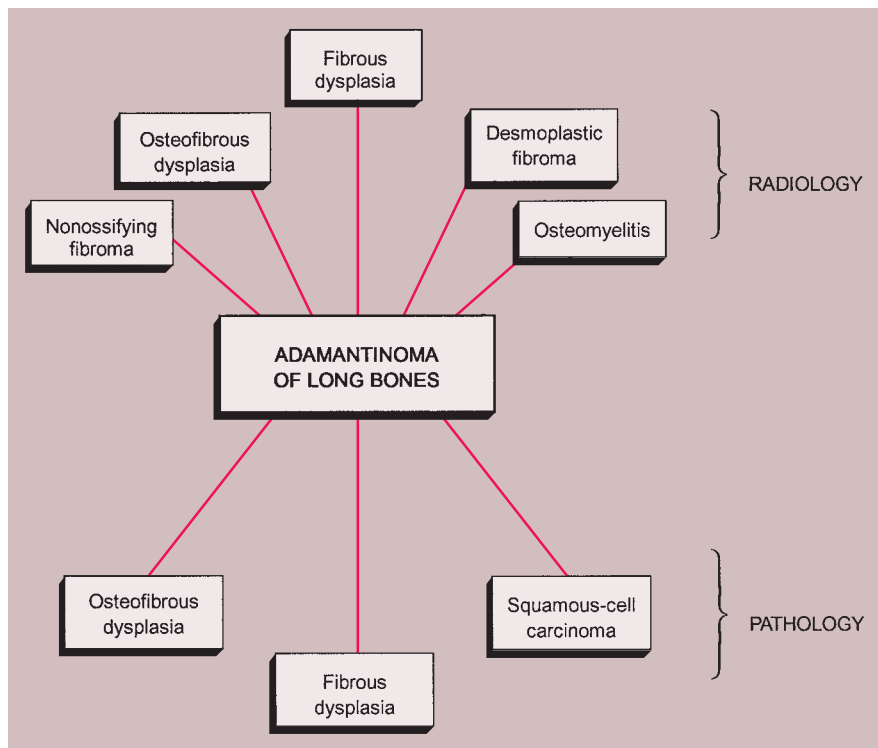 Fibrous
dysplasia
Osteofibrous
dysplasia
Desmoplastic
fibroma
RADIOLOGY
Nonossifying
fibroma
Osteomyelitis
ADAMANTINOMA
OF LONG BONES
Osteofibrous
dysplasia
Squamous-cell
carcinoma
PATHOLOGY
Fibrous
dysplasia